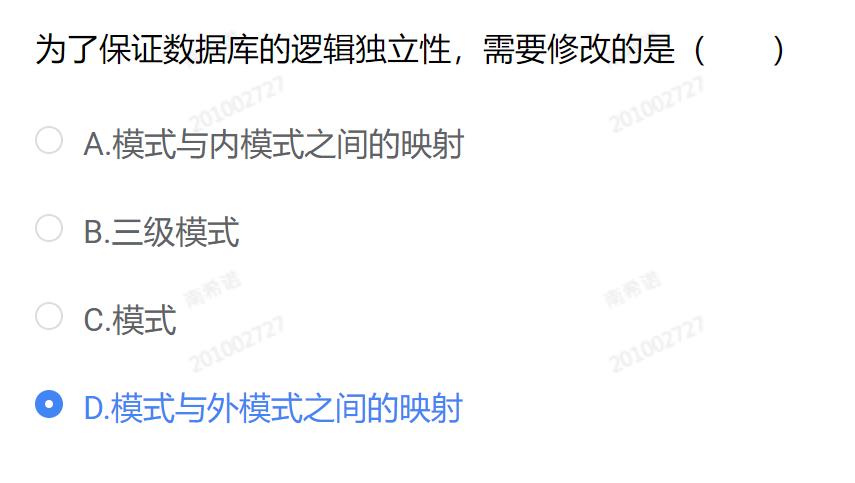 为了保证数据库的逻辑独立性，需要修改的是（　　）
201002727 201002727
A.模式与内模式之间的映射
B.三级模式
南希诺 南希诺
C.模式
201002727 201002727
D.模式与外模式之间的映射